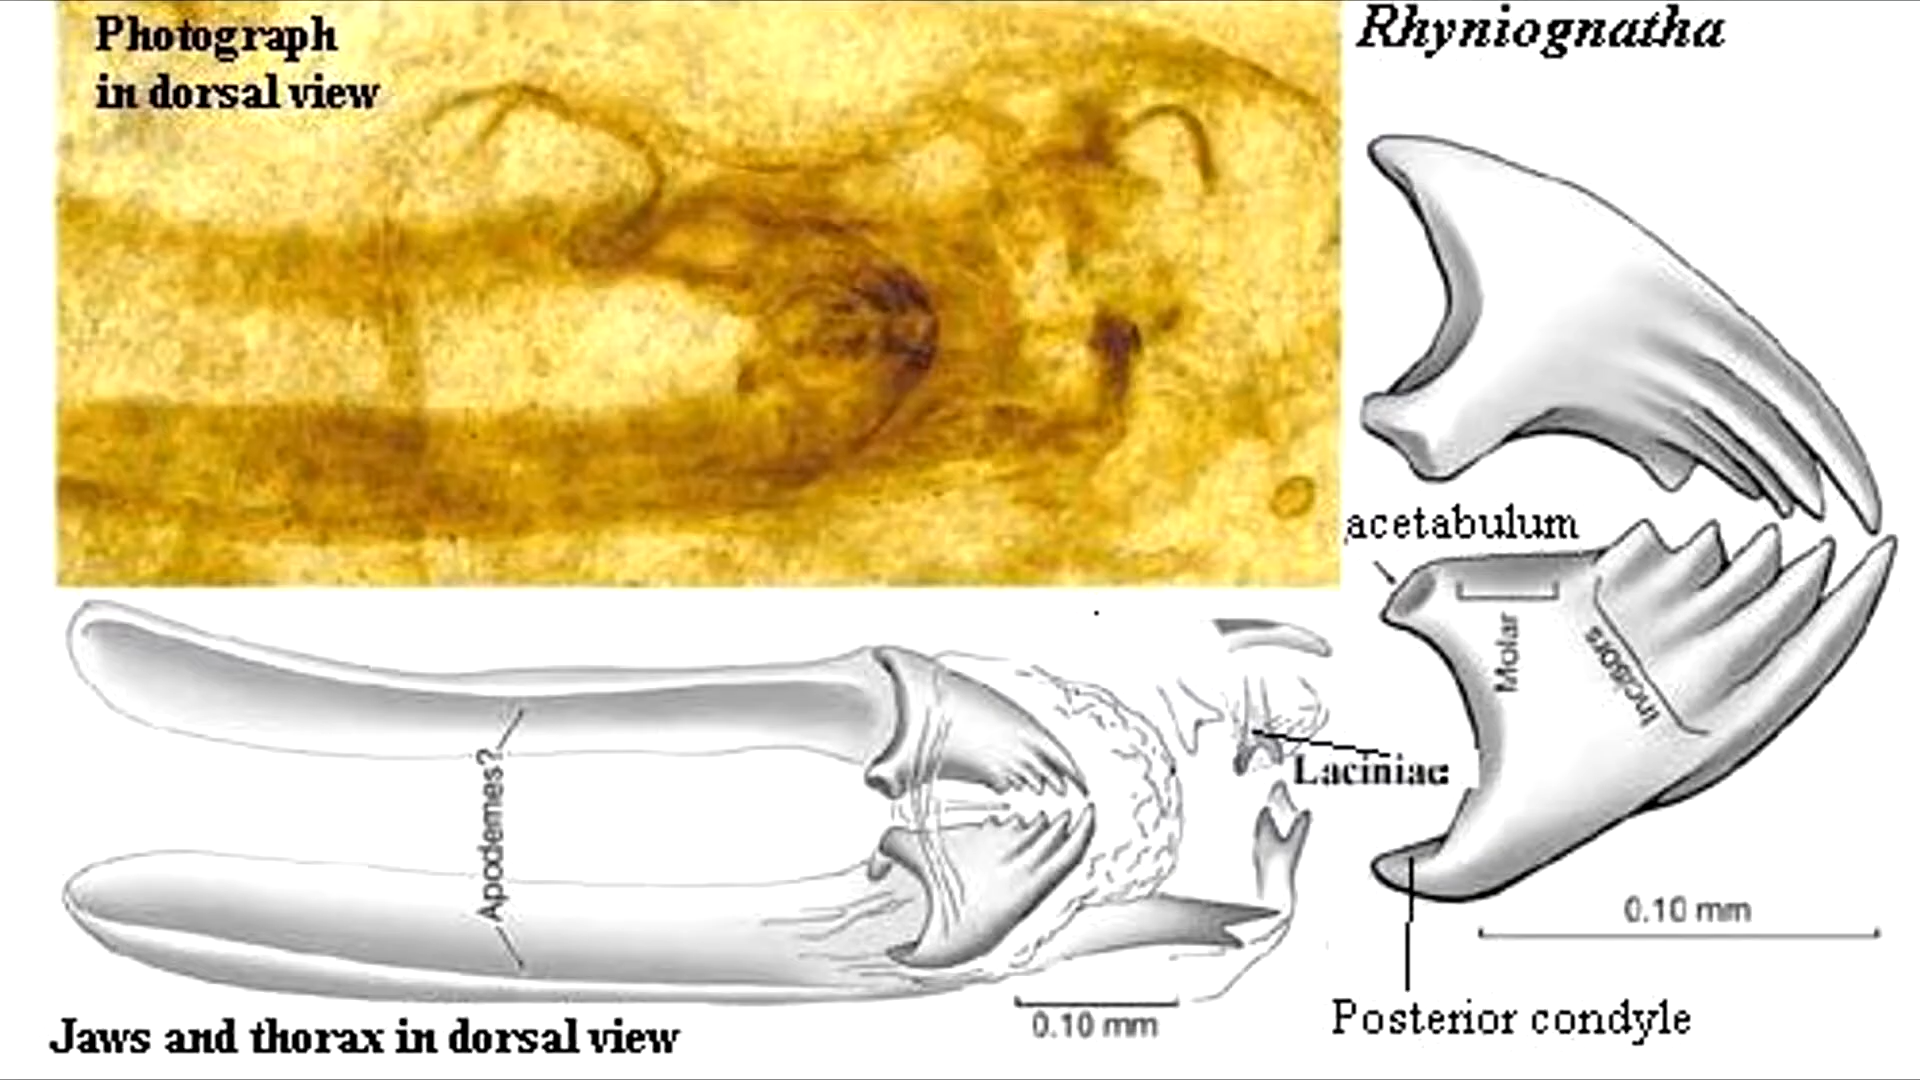 Photograph
in dorsal view
Rhyniognatha
acetabulum
Molar
Incisors
Apodemes?
Laciniae
0.10 mm
0.10 mm
Posterior condyle
Jaws and thorax in dorsal view